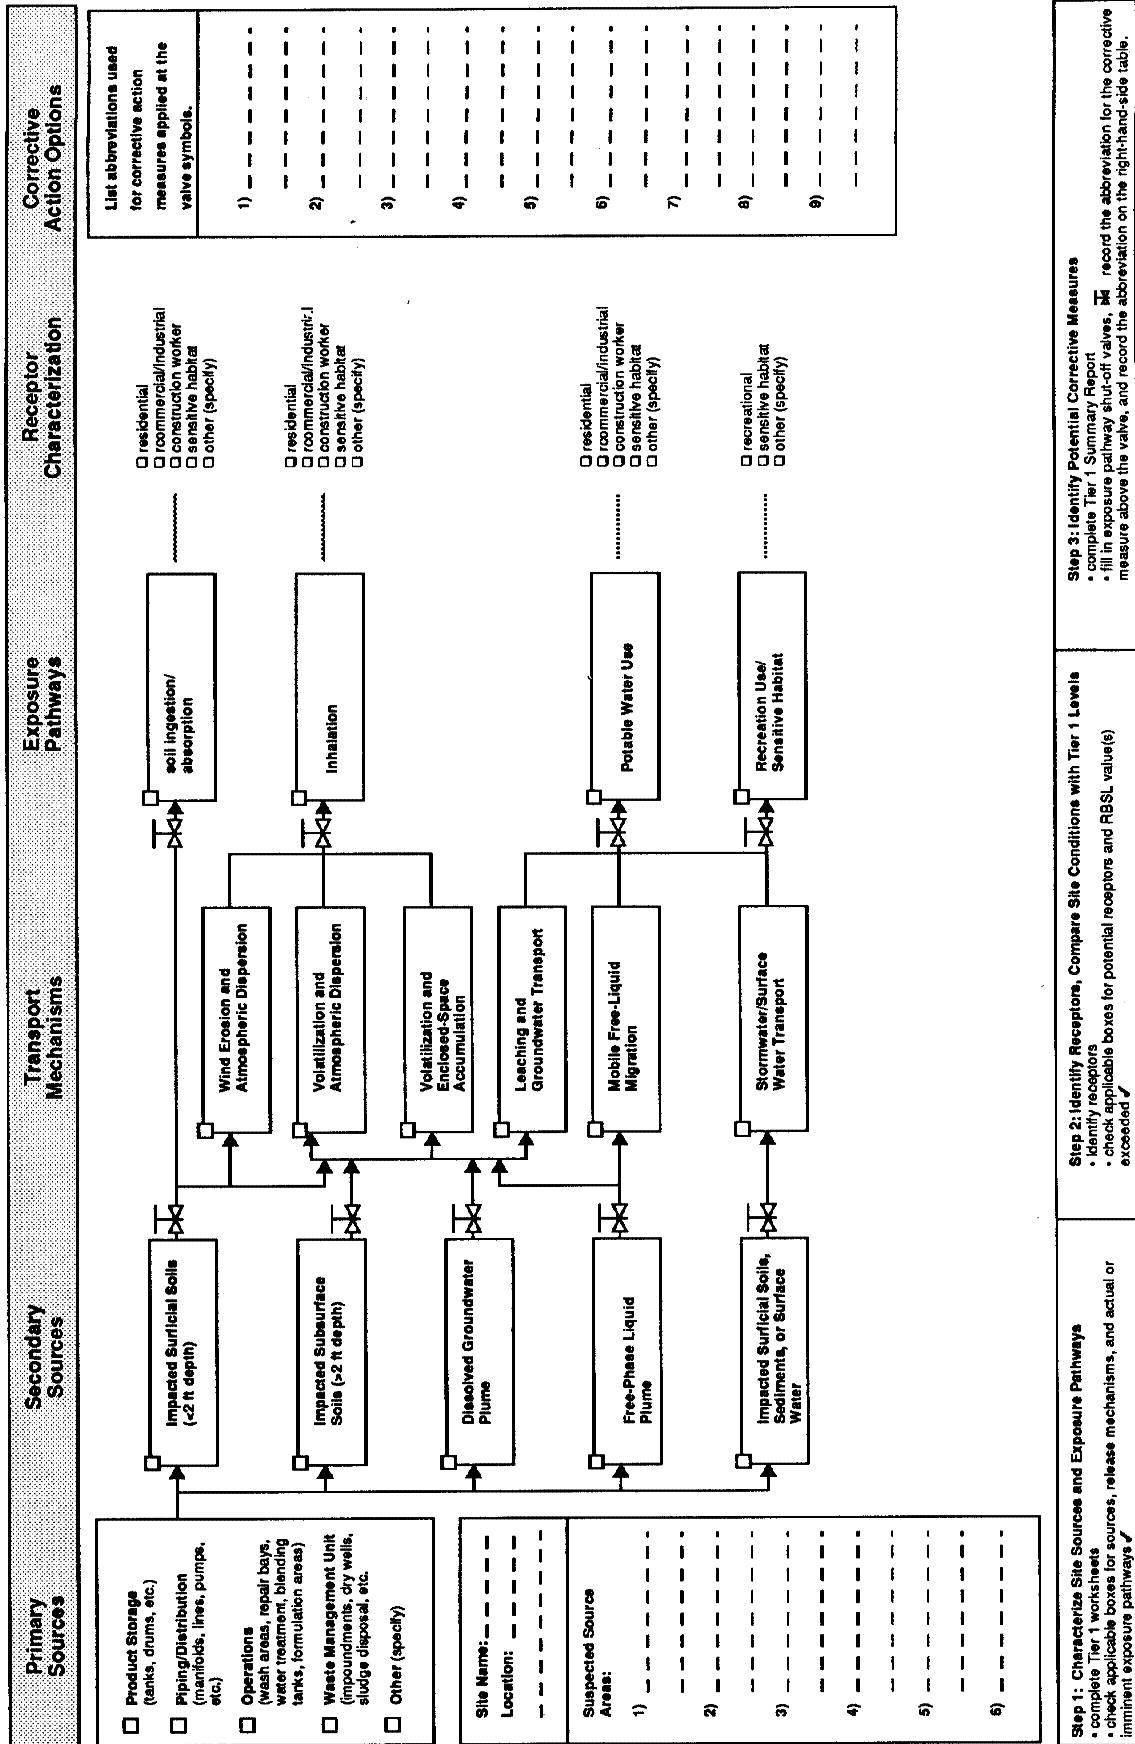 Primary
Sources
Secondary
Sources
Transport
Mechanisms
Exposure
Pathways
Receptor
Characterization
Corrective
Action Options
Product Storage
(tanks, drums, etc.)
Piping/Distribution
(manifolds, lines, pumps,
etc.)
Operations
(wash areas, repair bays,
water treatment, blending
tanks, formulation areas)
Waste Management Unit
(impoundments, dry wells,
sludge disposal, etc.
Other (specify)
Site Name:
Location:
Suspected Source
Areas:
1)
2)
3)
4)
5)
6)
Impacted Surficial Soils
(<2 ft depth)
Impacted Subsurface
Soils (>2 ft depth)
Dissolved Groundwater
Plume
Free-Phase Liquid
Plume
Impacted Surficial Soils,
Sediments, or Surface
Water
Wind Erosion and
Atmospheric Dispersion
Volatilization and
Atmospheric Dispersion
Volatilization and
Enclosed-Space
Accumulation
Leaching and
Groundwater Transport
Mobile Free-Liquid
Migration
Stormwater/Surface
Water Transport
soil ingestion/
absorption
Inhalation
Potable Water Use
Recreation Use/
Sensitive Habitat
residential
rcommercial/industrial
construction worker
sensitive habitat
other (specify)
residential
rcommercial/industrial
construction worker
sensitive habitat
other (specify)
residential
rcommercial/industrial
construction worker
sensitive habitat
other (specify)
recreational
sensitive habitat
other (specify)
List abbreviations used
for corrective action
measures applied at the
valve symbols.
1)
2)
3)
4)
5)
6)
7)
8)
9)
Step 1: Characterize Site Sources and Exposure Pathways
• complete Tier 1 worksheets
• check applicable boxes for sources, release mechanisms, and actual or
imminent exposure pathways ✓
Step 2: Identify Receptors, Compare Site Conditions with Tier 1 Levels
• Identify receptors
• check applicable boxes for potential receptors and RBSL value(s)
exceeded ✓
Step 3: Identify Potential Corrective Measures
• complete Tier 1 Summary Report
• fill in exposure pathway shut-off valves, record the abbreviation for the corrective
measure above the valve, and record the abbreviation on the right-hand-side table.